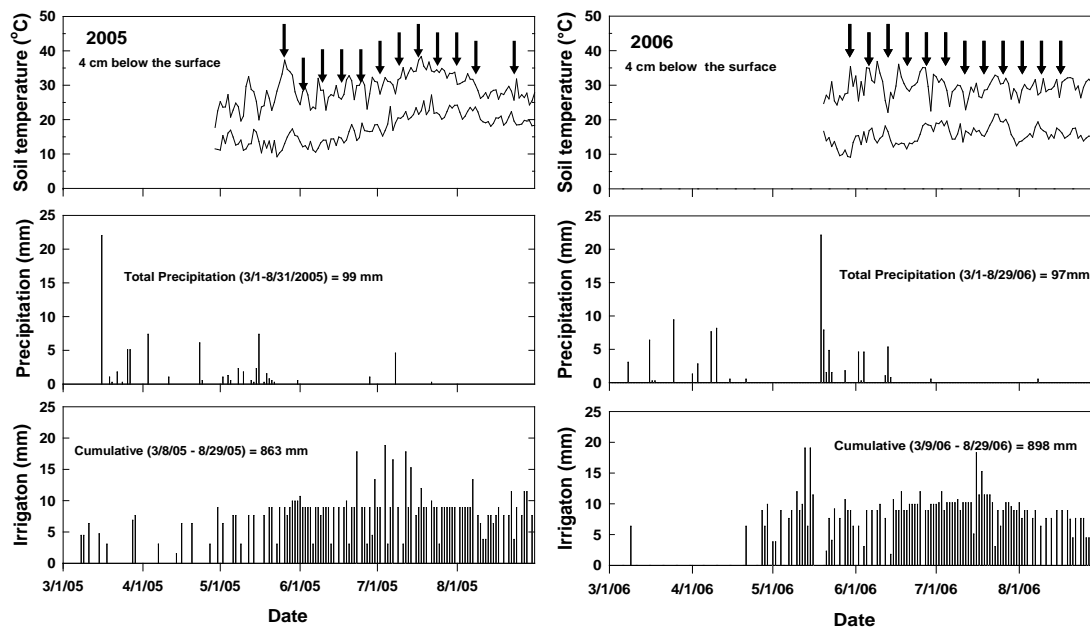 Soil temperature (°C)
50
40
30
20
10
0
2005
4 cm below the surface
Precipitation (mm)
25
20
15
10
5
0
Total Precipitation (3/1-8/31/2005) = 99 mm
Irrigaton (mm)
25
20
15
10
5
0
Cumulative (3/8/05 - 8/29/05) = 863 mm
3/1/05 4/1/05 5/1/05 6/1/05 7/1/05 8/1/05
Date
Soil temperature (°C)
50
40
30
20
10
0
2006
4 cm below the surface
Precipitation (mm)
25
20
15
10
5
0
Total Precipitation (3/1-8/29/06) = 97mm
Irrigaton (mm)
25
20
15
10
5
0
Cumulative (3/9/06 - 8/29/06) = 898 mm
3/1/06 4/1/06 5/1/06 6/1/06 7/1/06 8/1/06
Date